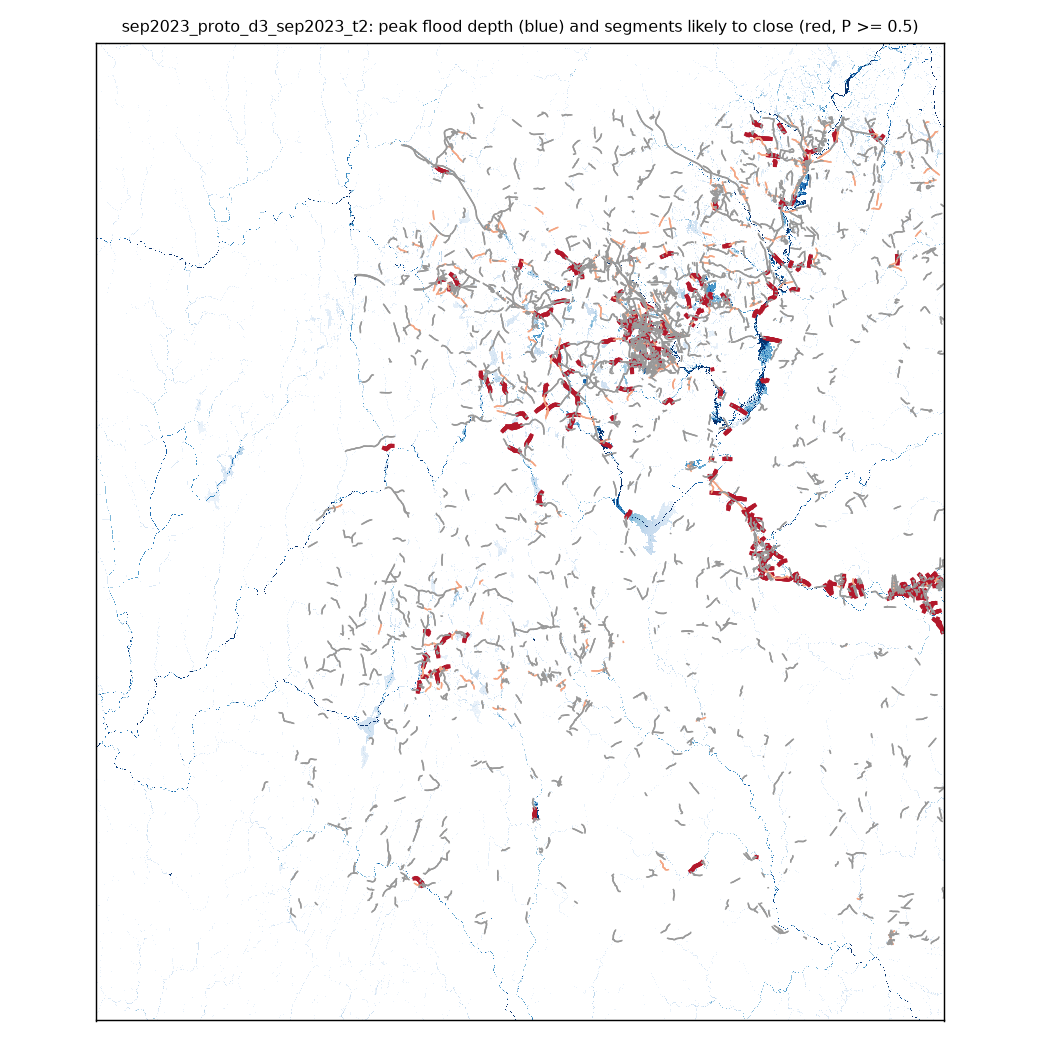 sep2023_proto_d3_sep2023_t2: peak flood depth (blue) and segments likely to close (red, P >= 0.5)